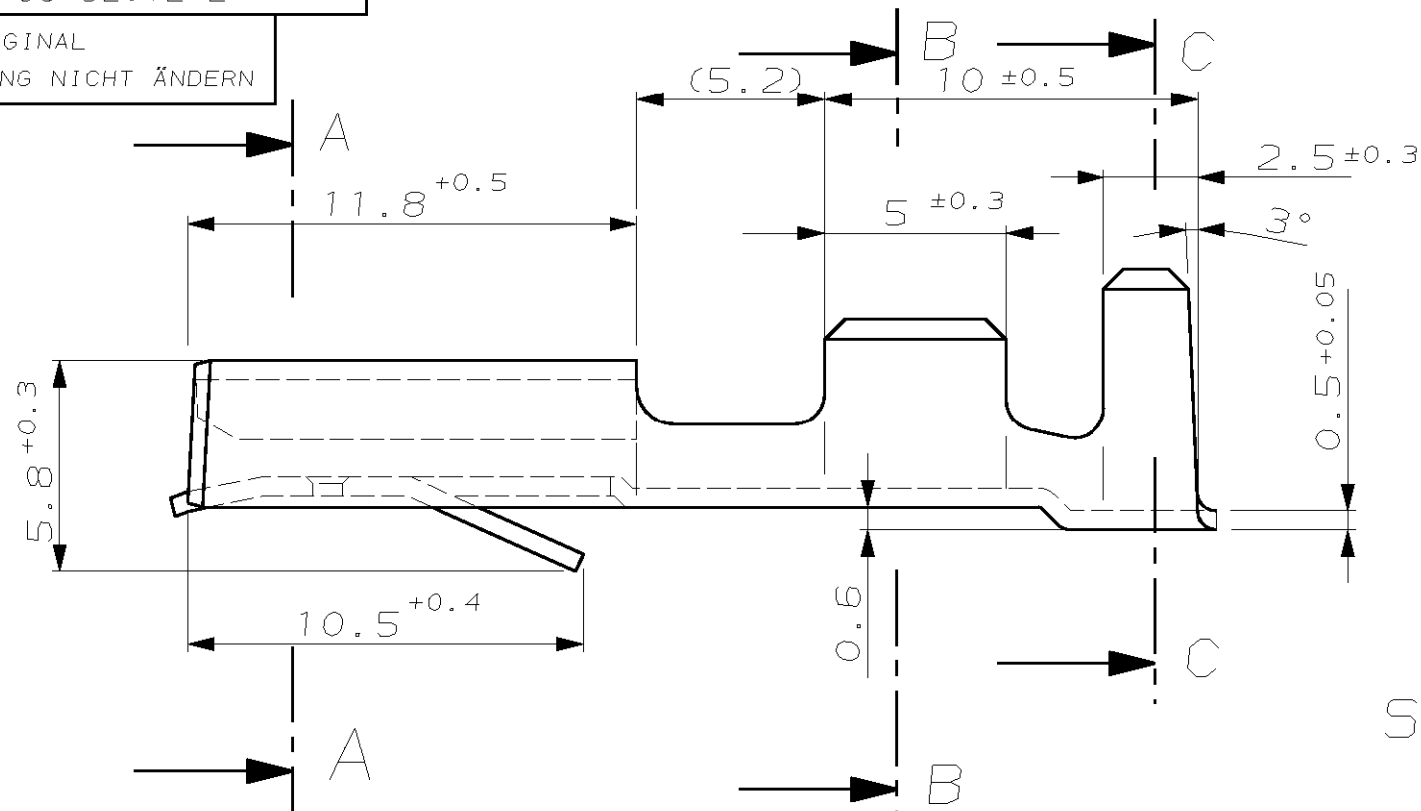 GINAL
NG NICHT ÄNDERN
B
C
(5.2)
10 ±0.5
A
2.5±0.3
11.8 +0.5
5 ±0.3
3°
0.5+0.05
5.8+0.3
10.5 +0.4
0.6
C
S
A
B